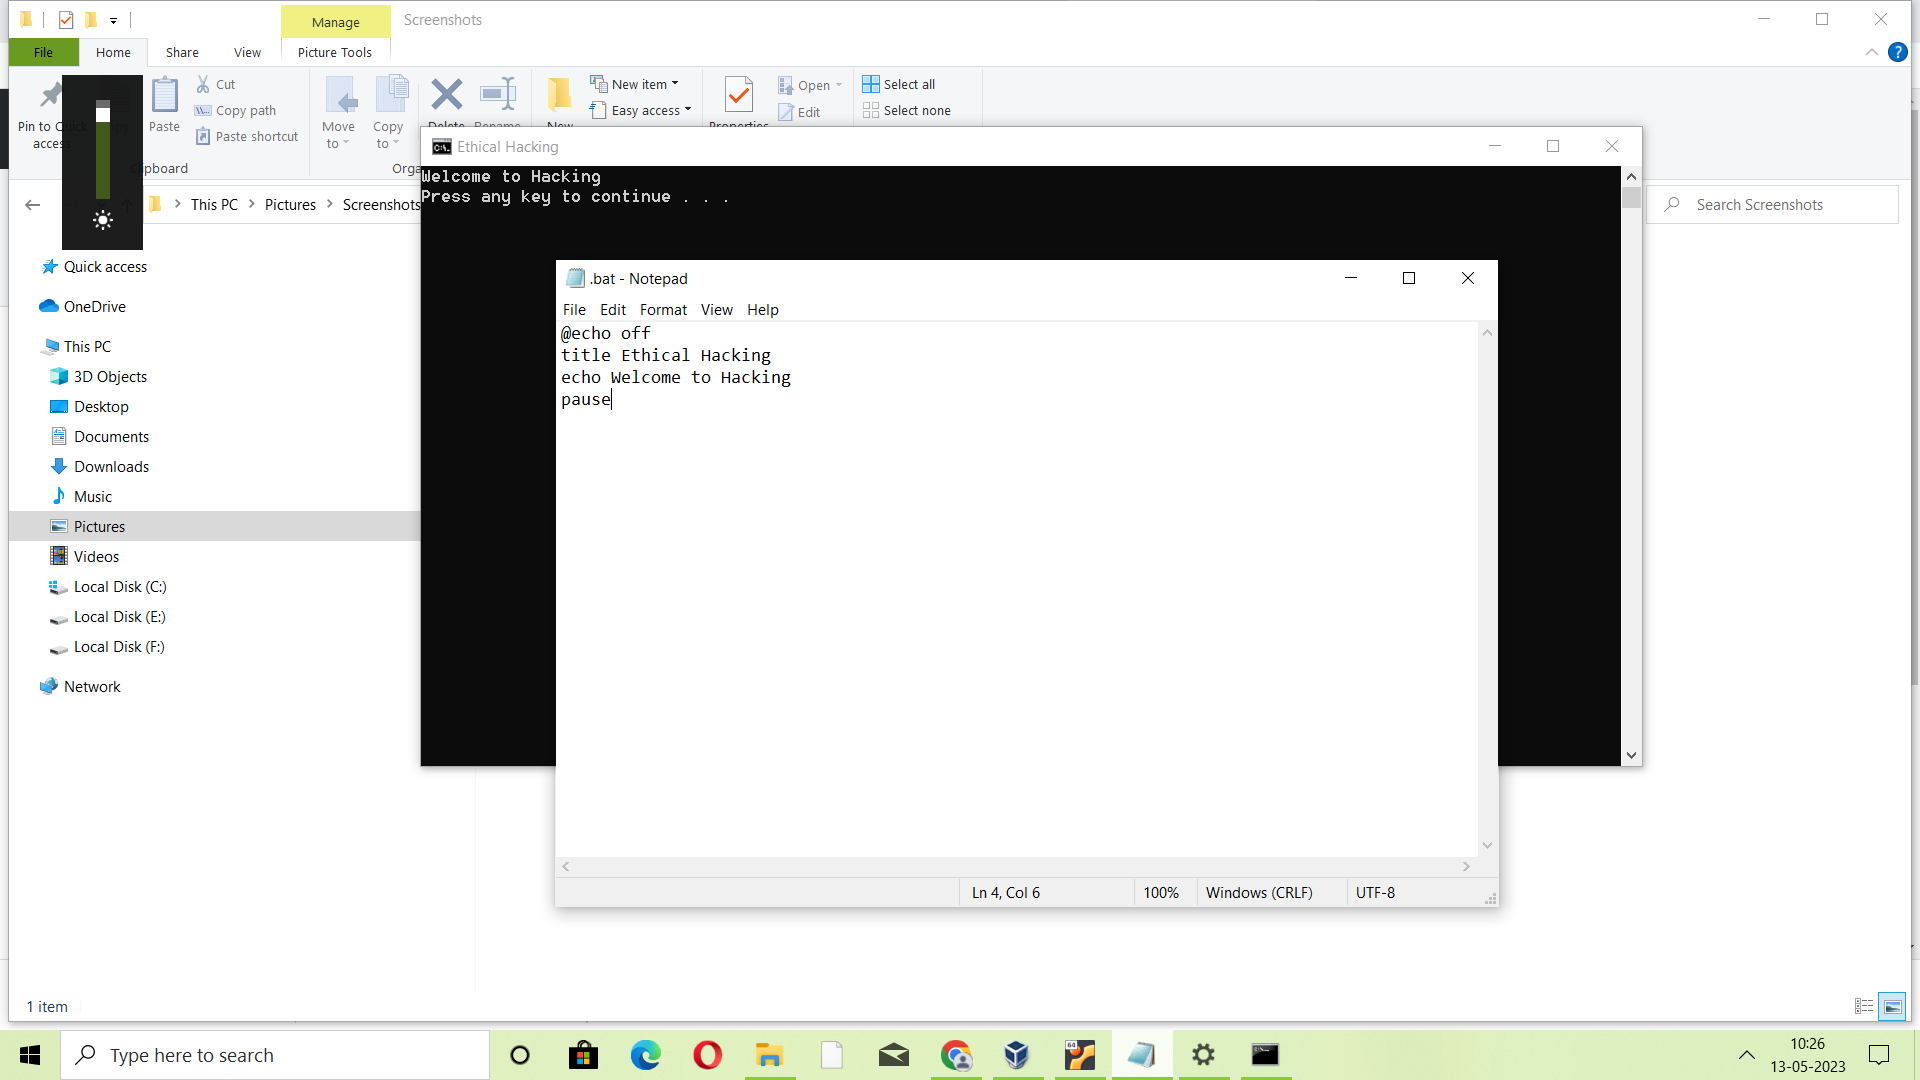 Manage
Screenshots
File
Home
Share
View
Picture Tools
Pin to Quick
access
Paste
Cut
Copy path
Paste shortcut
Clipboard
Move
to
Copy
to
Delete
Rename
New
New item
Easy access
Properties
Open
Edit
Select all
Select none
This PC
Pictures
Screenshots
Search Screenshots
Ethical Hacking
Welcome to Hacking
Press any key to continue . . .
.bat - Notepad
File Edit Format View Help
@echo off
title Ethical Hacking
echo Welcome to Hacking
pause
Ln 4, Col 6
100%
Windows (CRLF)
UTF-8
Quick access
OneDrive
This PC
3D Objects
Desktop
Documents
Downloads
Music
Pictures
Videos
Local Disk (C:)
Local Disk (E:)
Local Disk (F:)
Network
1 item
Type here to search
64
10:26
13-05-2023